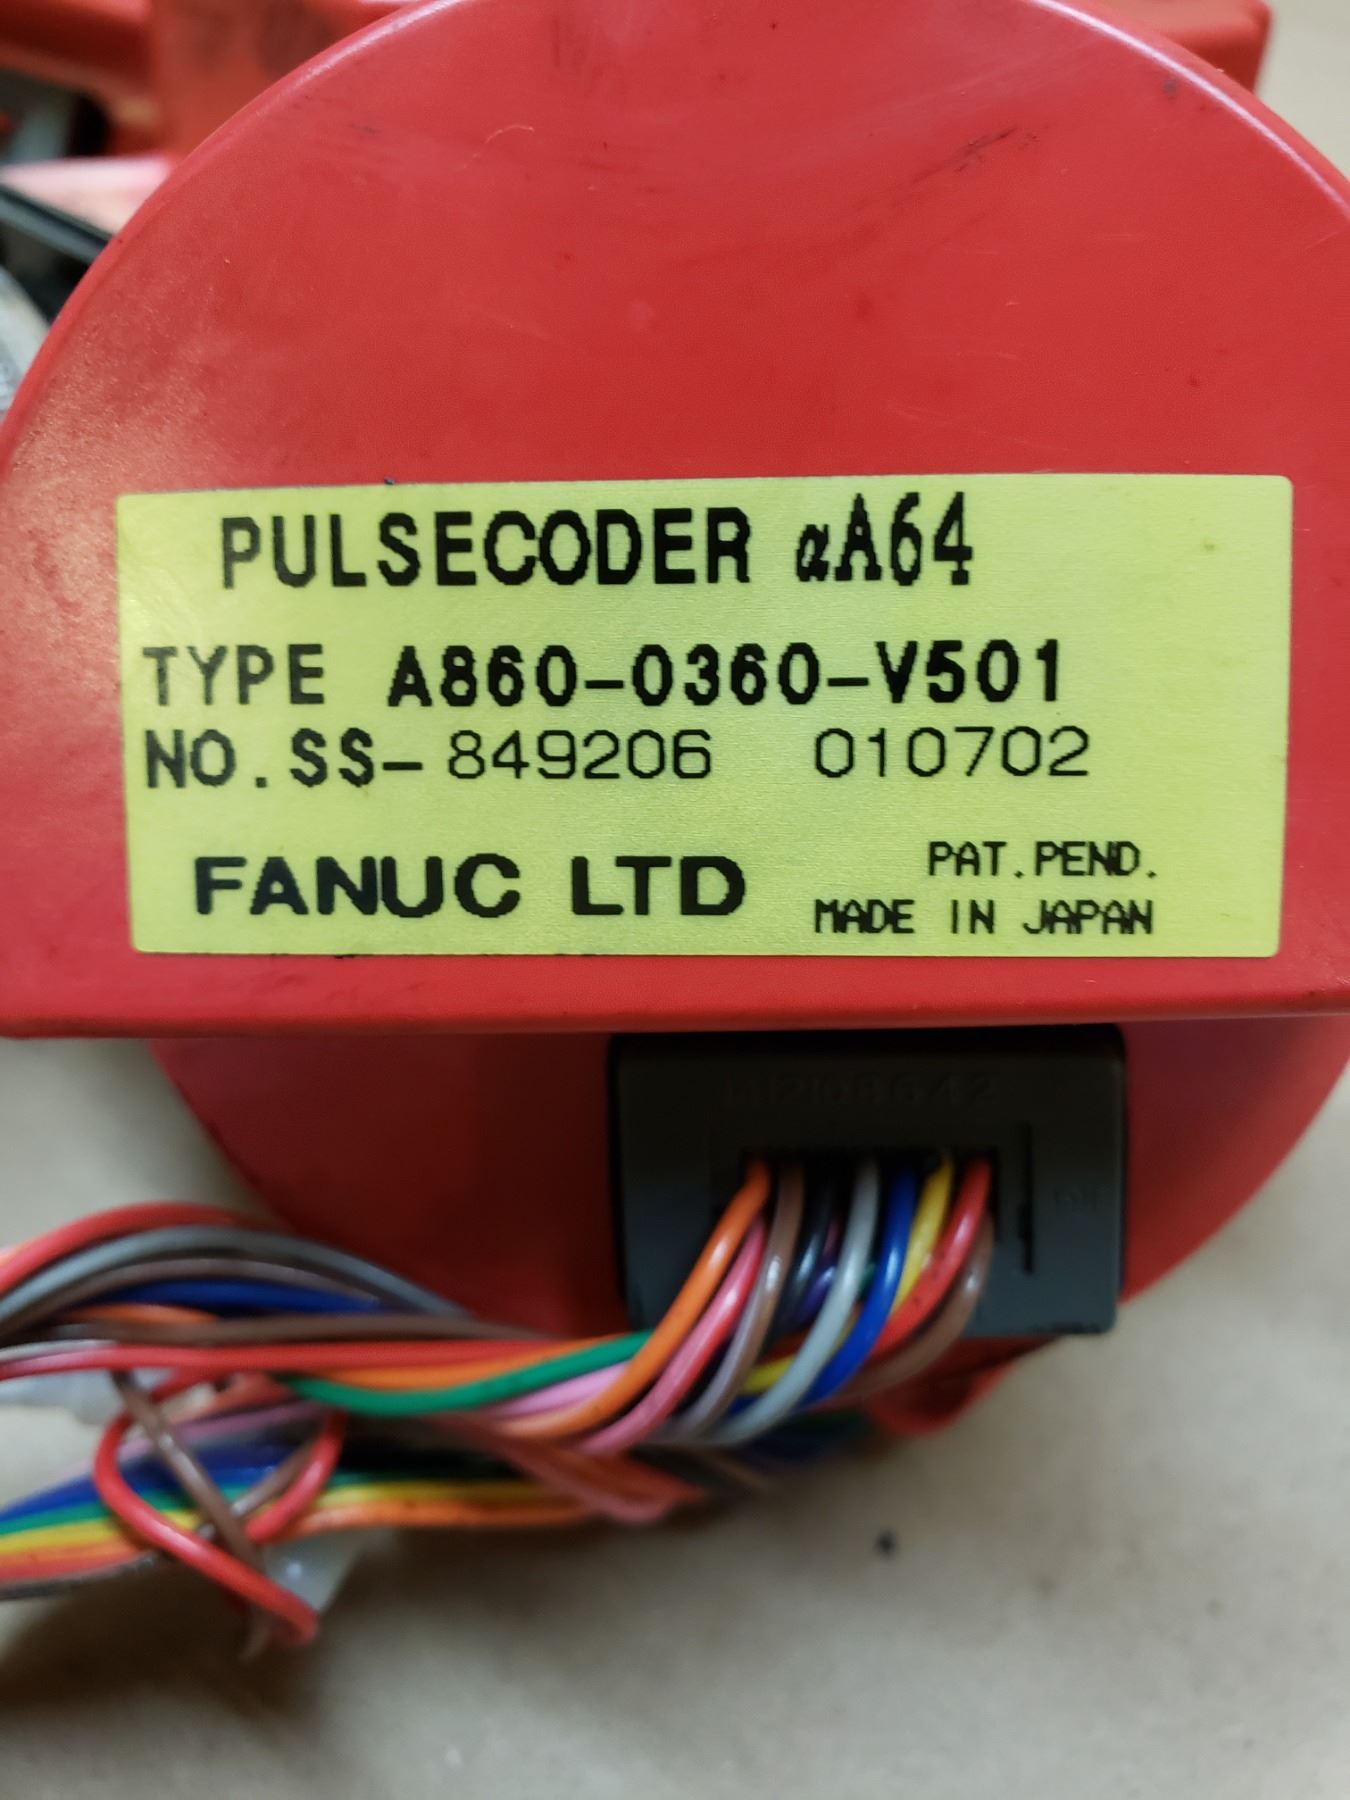 PULSECODER αA64
TYPE A860-0360-V501
NO.SS-849206 010702
FANUC LTD
PAT.PEND.
MADE IN JAPAN